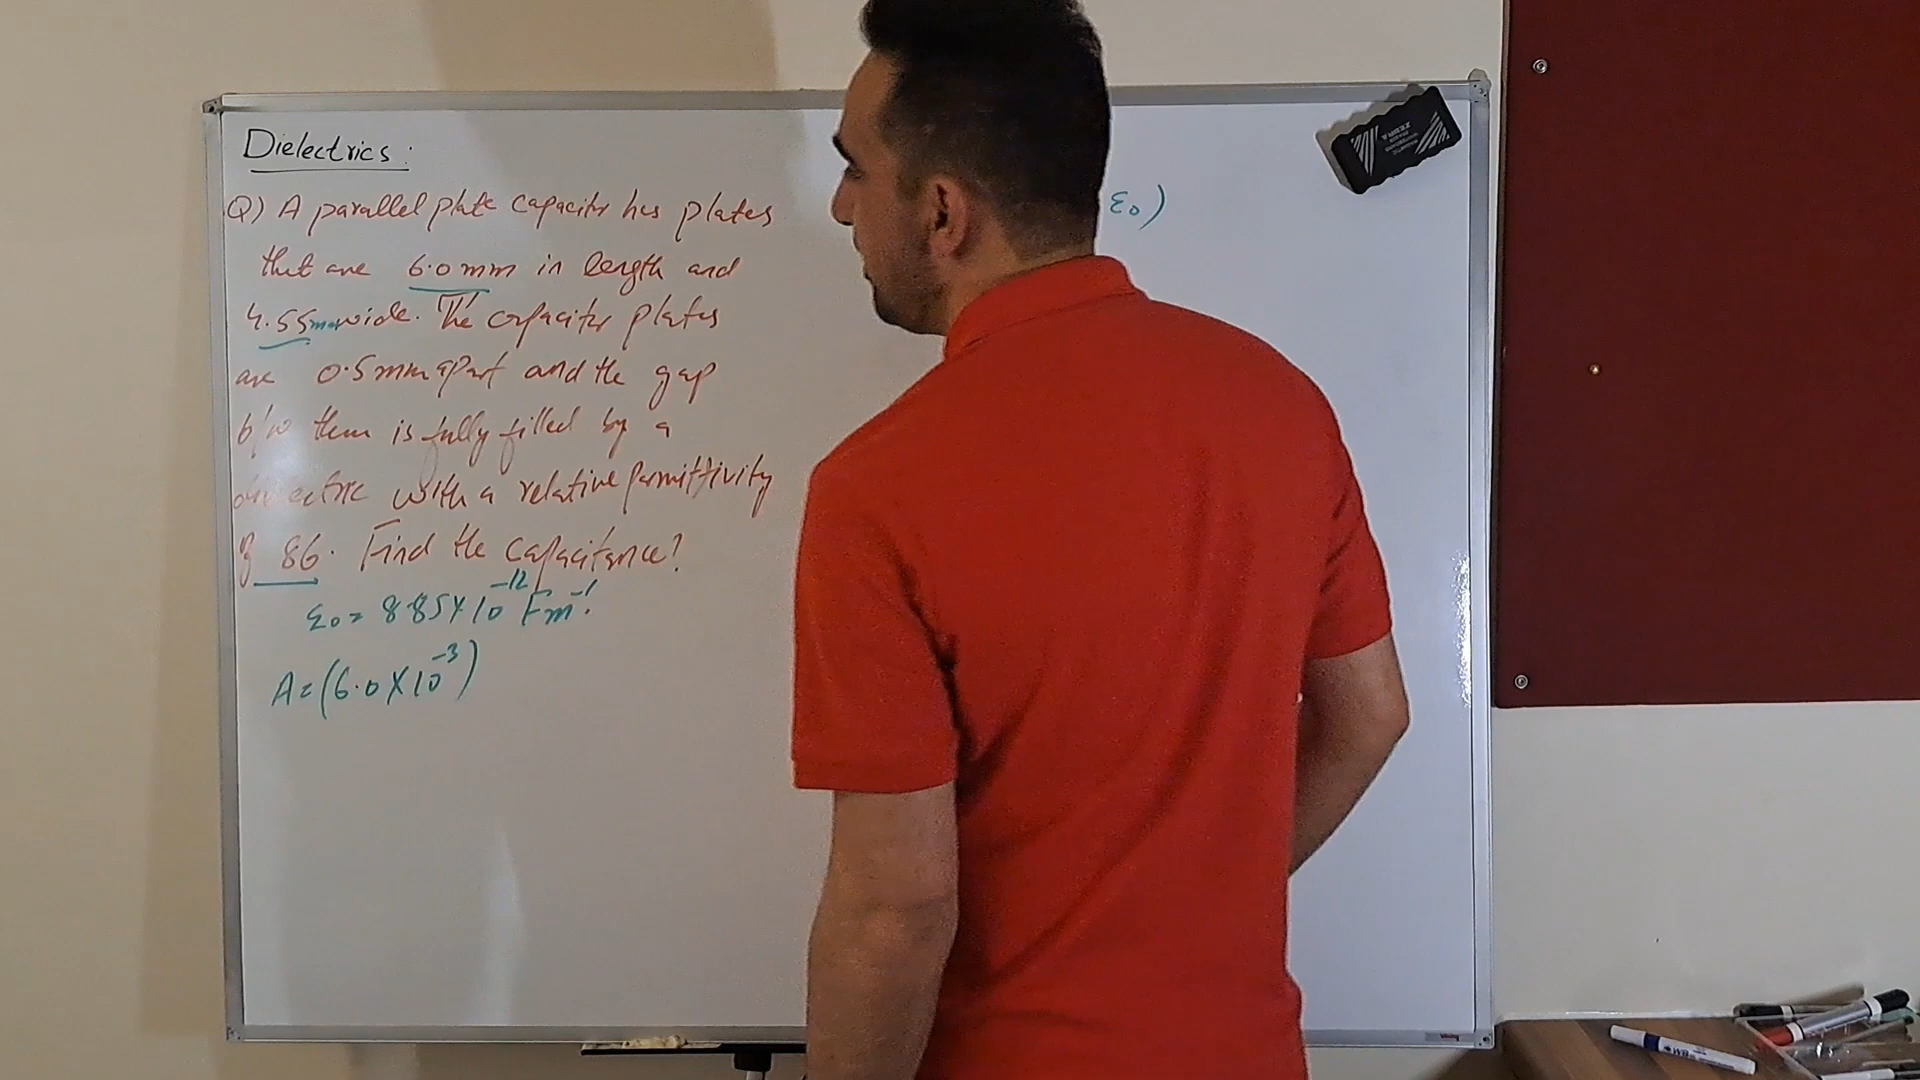 Dielectrics:
Q) A parallel plate capacitor has plates
that are 6.0mm in length and
4.55mm wide. The capacitor plates
are 0.5mm apart and the gap
b/w them is fully filled by a
dielectric with a relative permittivity
of 86. Find the capacitance?
ε₀ = 8.85×10⁻¹² Fm⁻¹.
A=(6.0×10⁻³)
ε₀)
ZEBRA